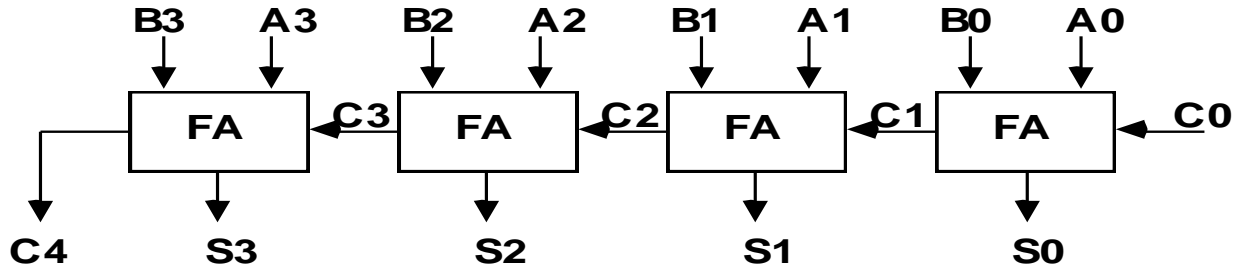 B3 A3 B2 A2 B1 A1 B0 A0
FA C3 FA C2 FA C1 FA C0
C4 S3 S2 S1 S0